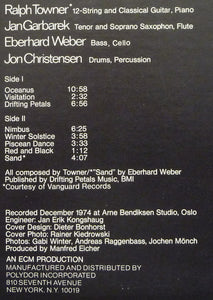 Ralph Towner* 12-String and Classical Guitar, Piano
Jan Garbarek Tenor and Soprano Saxophon, Flute
Eberhard Weber Bass, Cello
Jon Christensen Drums, Percussion
Side I
Oceanus 10:58
Visitation 2:32
Drifting Petals 6:56
Side II
Nimbus 6:25
Winter Solstice 3:58
Piscean Dance 3:33
Red and Black 1:12
Sand* 4:07
All composed by Towner/*"Sand" by Eberhard Weber
Published by Drifting Petals Music, BMI
*Courtesy of Vanguard Records
Recorded December 1974 at Arne Bendiksen Studio, Oslo
Engineer: Jan Erik Kongshaug
Cover Design: Dieter Bonhorst
Cover Photo: Rainer Kiedrowski
Photos: Gabi Winter, Andreas Raggenbass, Jochen Mönch
Produced by Manfred Eicher
AN ECM PRODUCTION
MANUFACTURED AND DISTRIBUTED BY
POLYDOR INCORPORATED
810 SEVENTH AVENUE
NEW YORK, N.Y. 10019